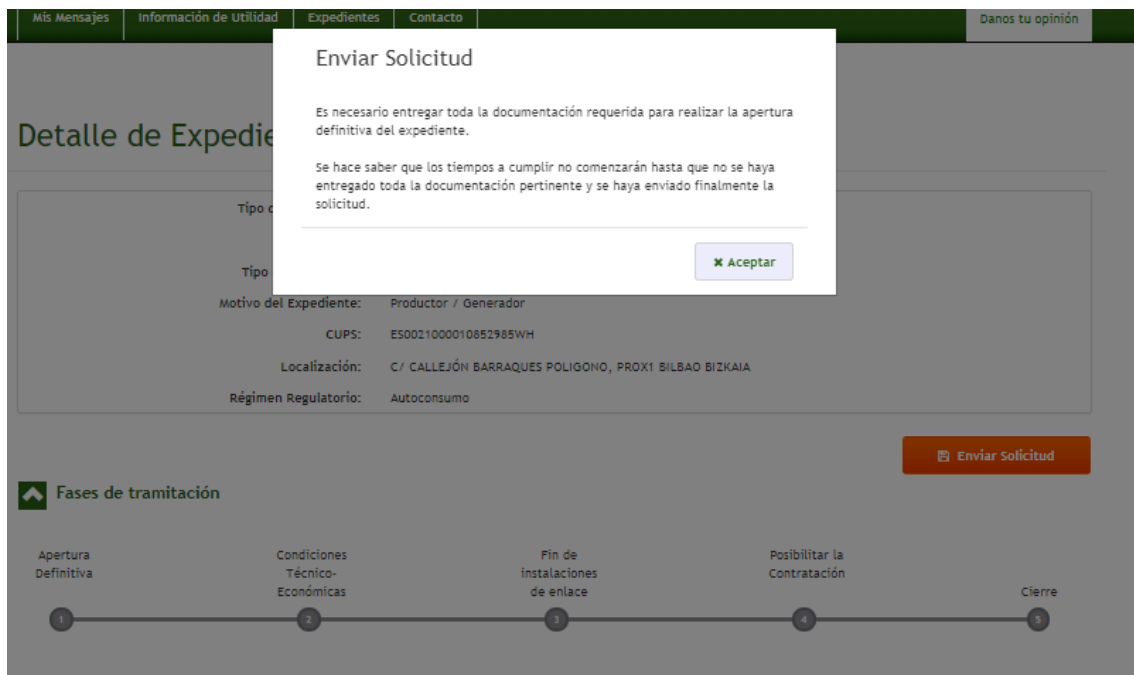 Mis Mensajes
Información de Utilidad
Expedientes
Contacto
Danos tu opinión
Enviar Solicitud
Es necesario entregar toda la documentación requerida para realizar la apertura
definitiva del expediente.
Se hace saber que los tiempos a cumplir no comenzarán hasta que no se haya
entregado toda la documentación pertinente y se haya enviado finalmente la
solicitud.
Aceptar
Detalle de Expedie
Tipo d
Tipo
Motivo del Expediente: Productor / Generador
CUPS: ES0021000010852985WH
Localización: C/ CALLEJÓN BARRAQUES POLIGONO, PROX1 BILBAO BIZKAIA
Régimen Regulatorio: Autoconsumo
Enviar Solicitud
Fases de tramitación
Apertura
Definitiva
1
Condiciones
Técnico-
Económicas
2
Fin de
instalaciones
de enlace
3
Posibilitar la
Contratación
4
Cierre
5